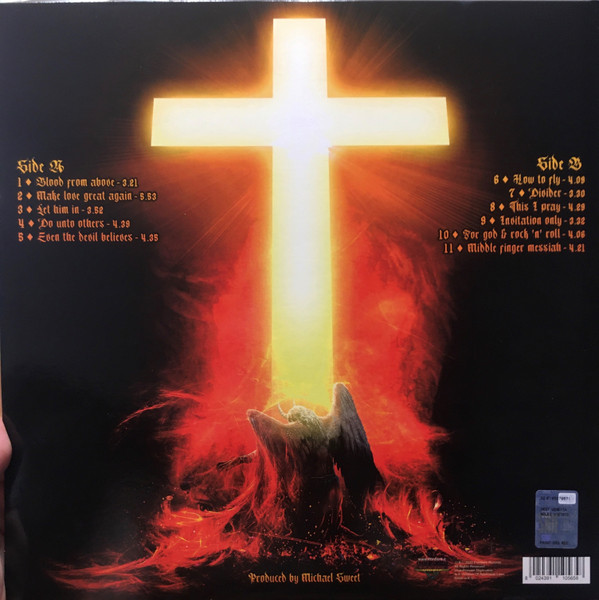 Side A
1 ♦ Blood from above - 3.21
2 ♦ Make love great again - 5.53
3 ♦ Let him in - 3.52
4 ♦ Do unto others - 4.39
5 ♦ Even the devil believes - 4.35
Side B
6 ♦ How to fly - 4.09
7 ♦ Divider - 3.30
8 ♦ This I pray - 4.29
9 ♦ Invitation only - 3.32
10 ♦ For god & rock 'n' roll - 4.06
11 ♦ Middle finger messiah - 4.21
Produced by Michael Sweet